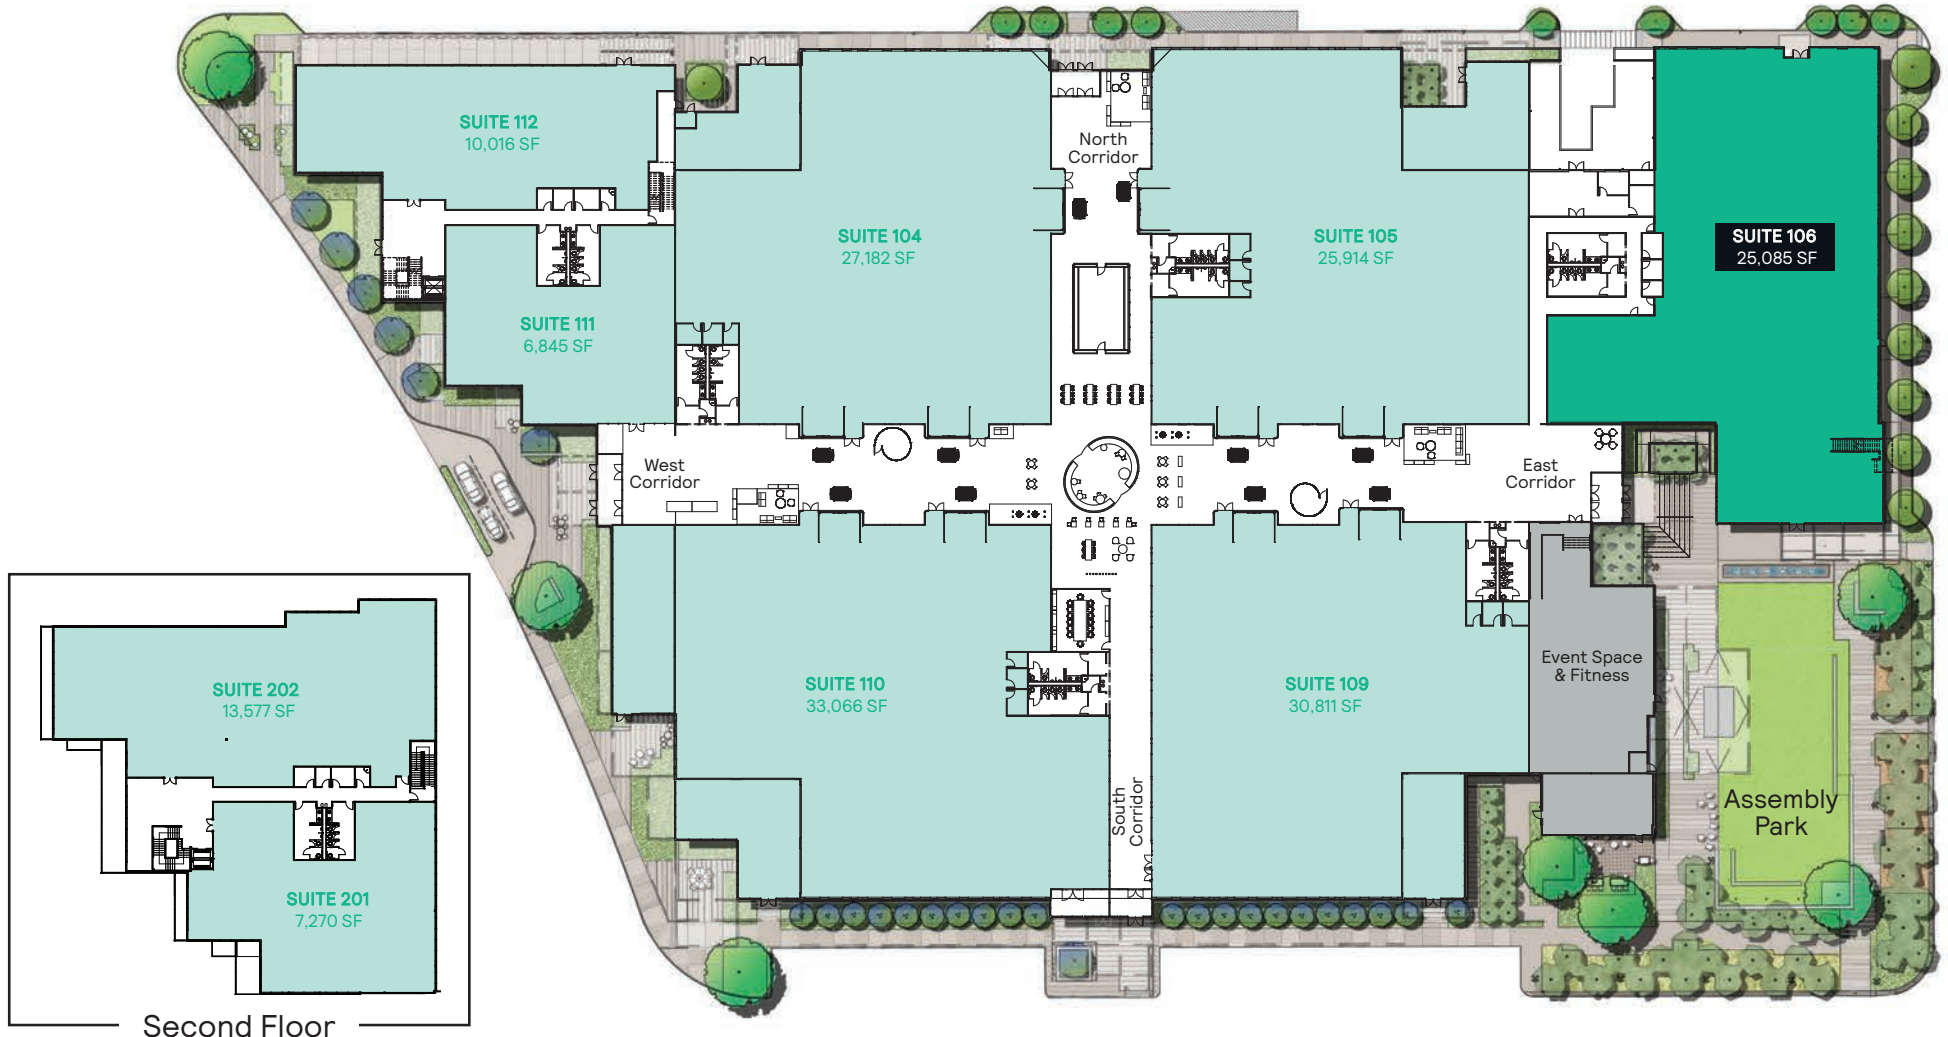 SUITE 112
10,016 SF
North
Corridor
SUITE 104
27,182 SF
SUITE 105
25,914 SF
SUITE 106
25,085 SF
SUITE 111
6,845 SF
West
Corridor
East
Corridor
SUITE 110
33,066 SF
SUITE 109
30,811 SF
Event Space
& Fitness
South
Corridor
Assembly
Park
SUITE 202
13,577 SF
SUITE 201
7,270 SF
Second Floor